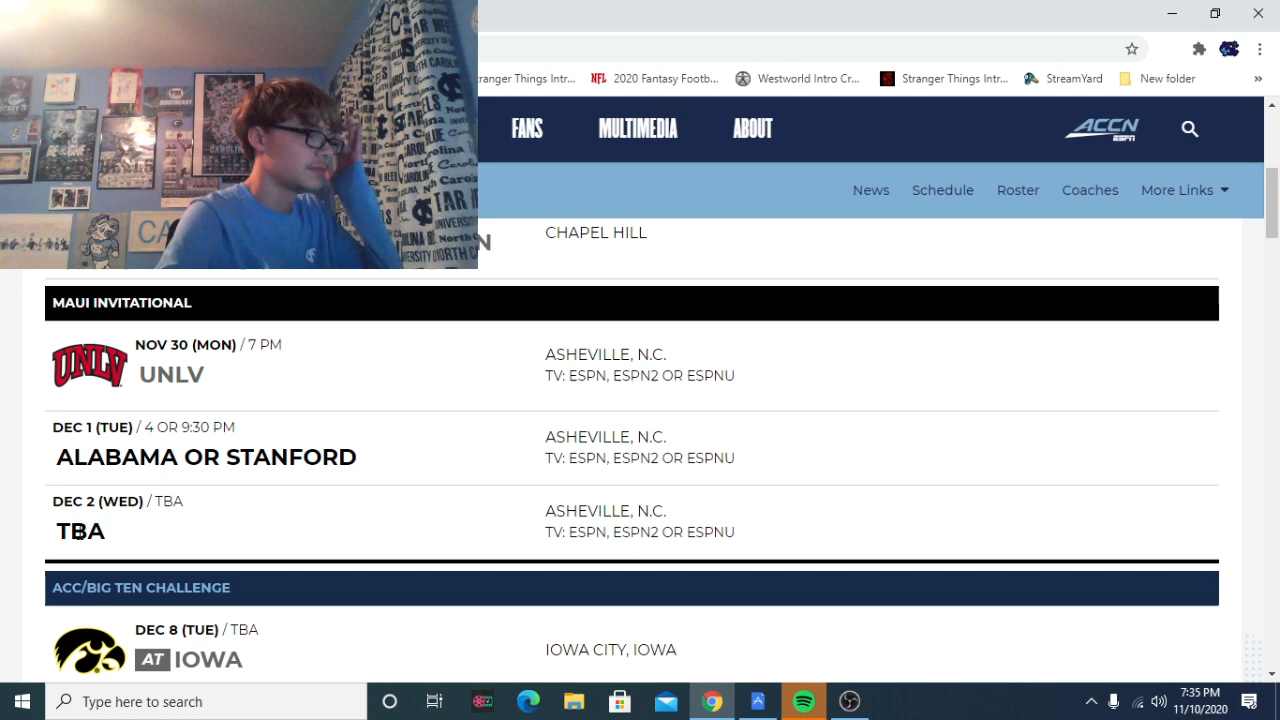 tranger Things Intr...
NFL 2020 Fantasy Footb...
Westworld Intro Cr...
Stranger Things Intr...
StreamYard
New folder
»
FANS
MULTIMEDIA
ABOUT
ACCN
ESPN
News
Schedule
Roster
Coaches
More Links
N
CHAPEL HILL
MAUI INVITATIONAL
UNLV
NOV 30 (MON) / 7 PM
UNLV
ASHEVILLE, N.C.
TV: ESPN, ESPN2 OR ESPNU
DEC 1 (TUE) / 4 OR 9:30 PM
ALABAMA OR STANFORD
ASHEVILLE, N.C.
TV: ESPN, ESPN2 OR ESPNU
DEC 2 (WED) / TBA
TBA
ASHEVILLE, N.C.
TV: ESPN, ESPN2 OR ESPNU
ACC/BIG TEN CHALLENGE
DEC 8 (TUE) / TBA
AT IOWA
IOWA CITY, IOWA
Type here to search
7:35 PM
11/10/2020